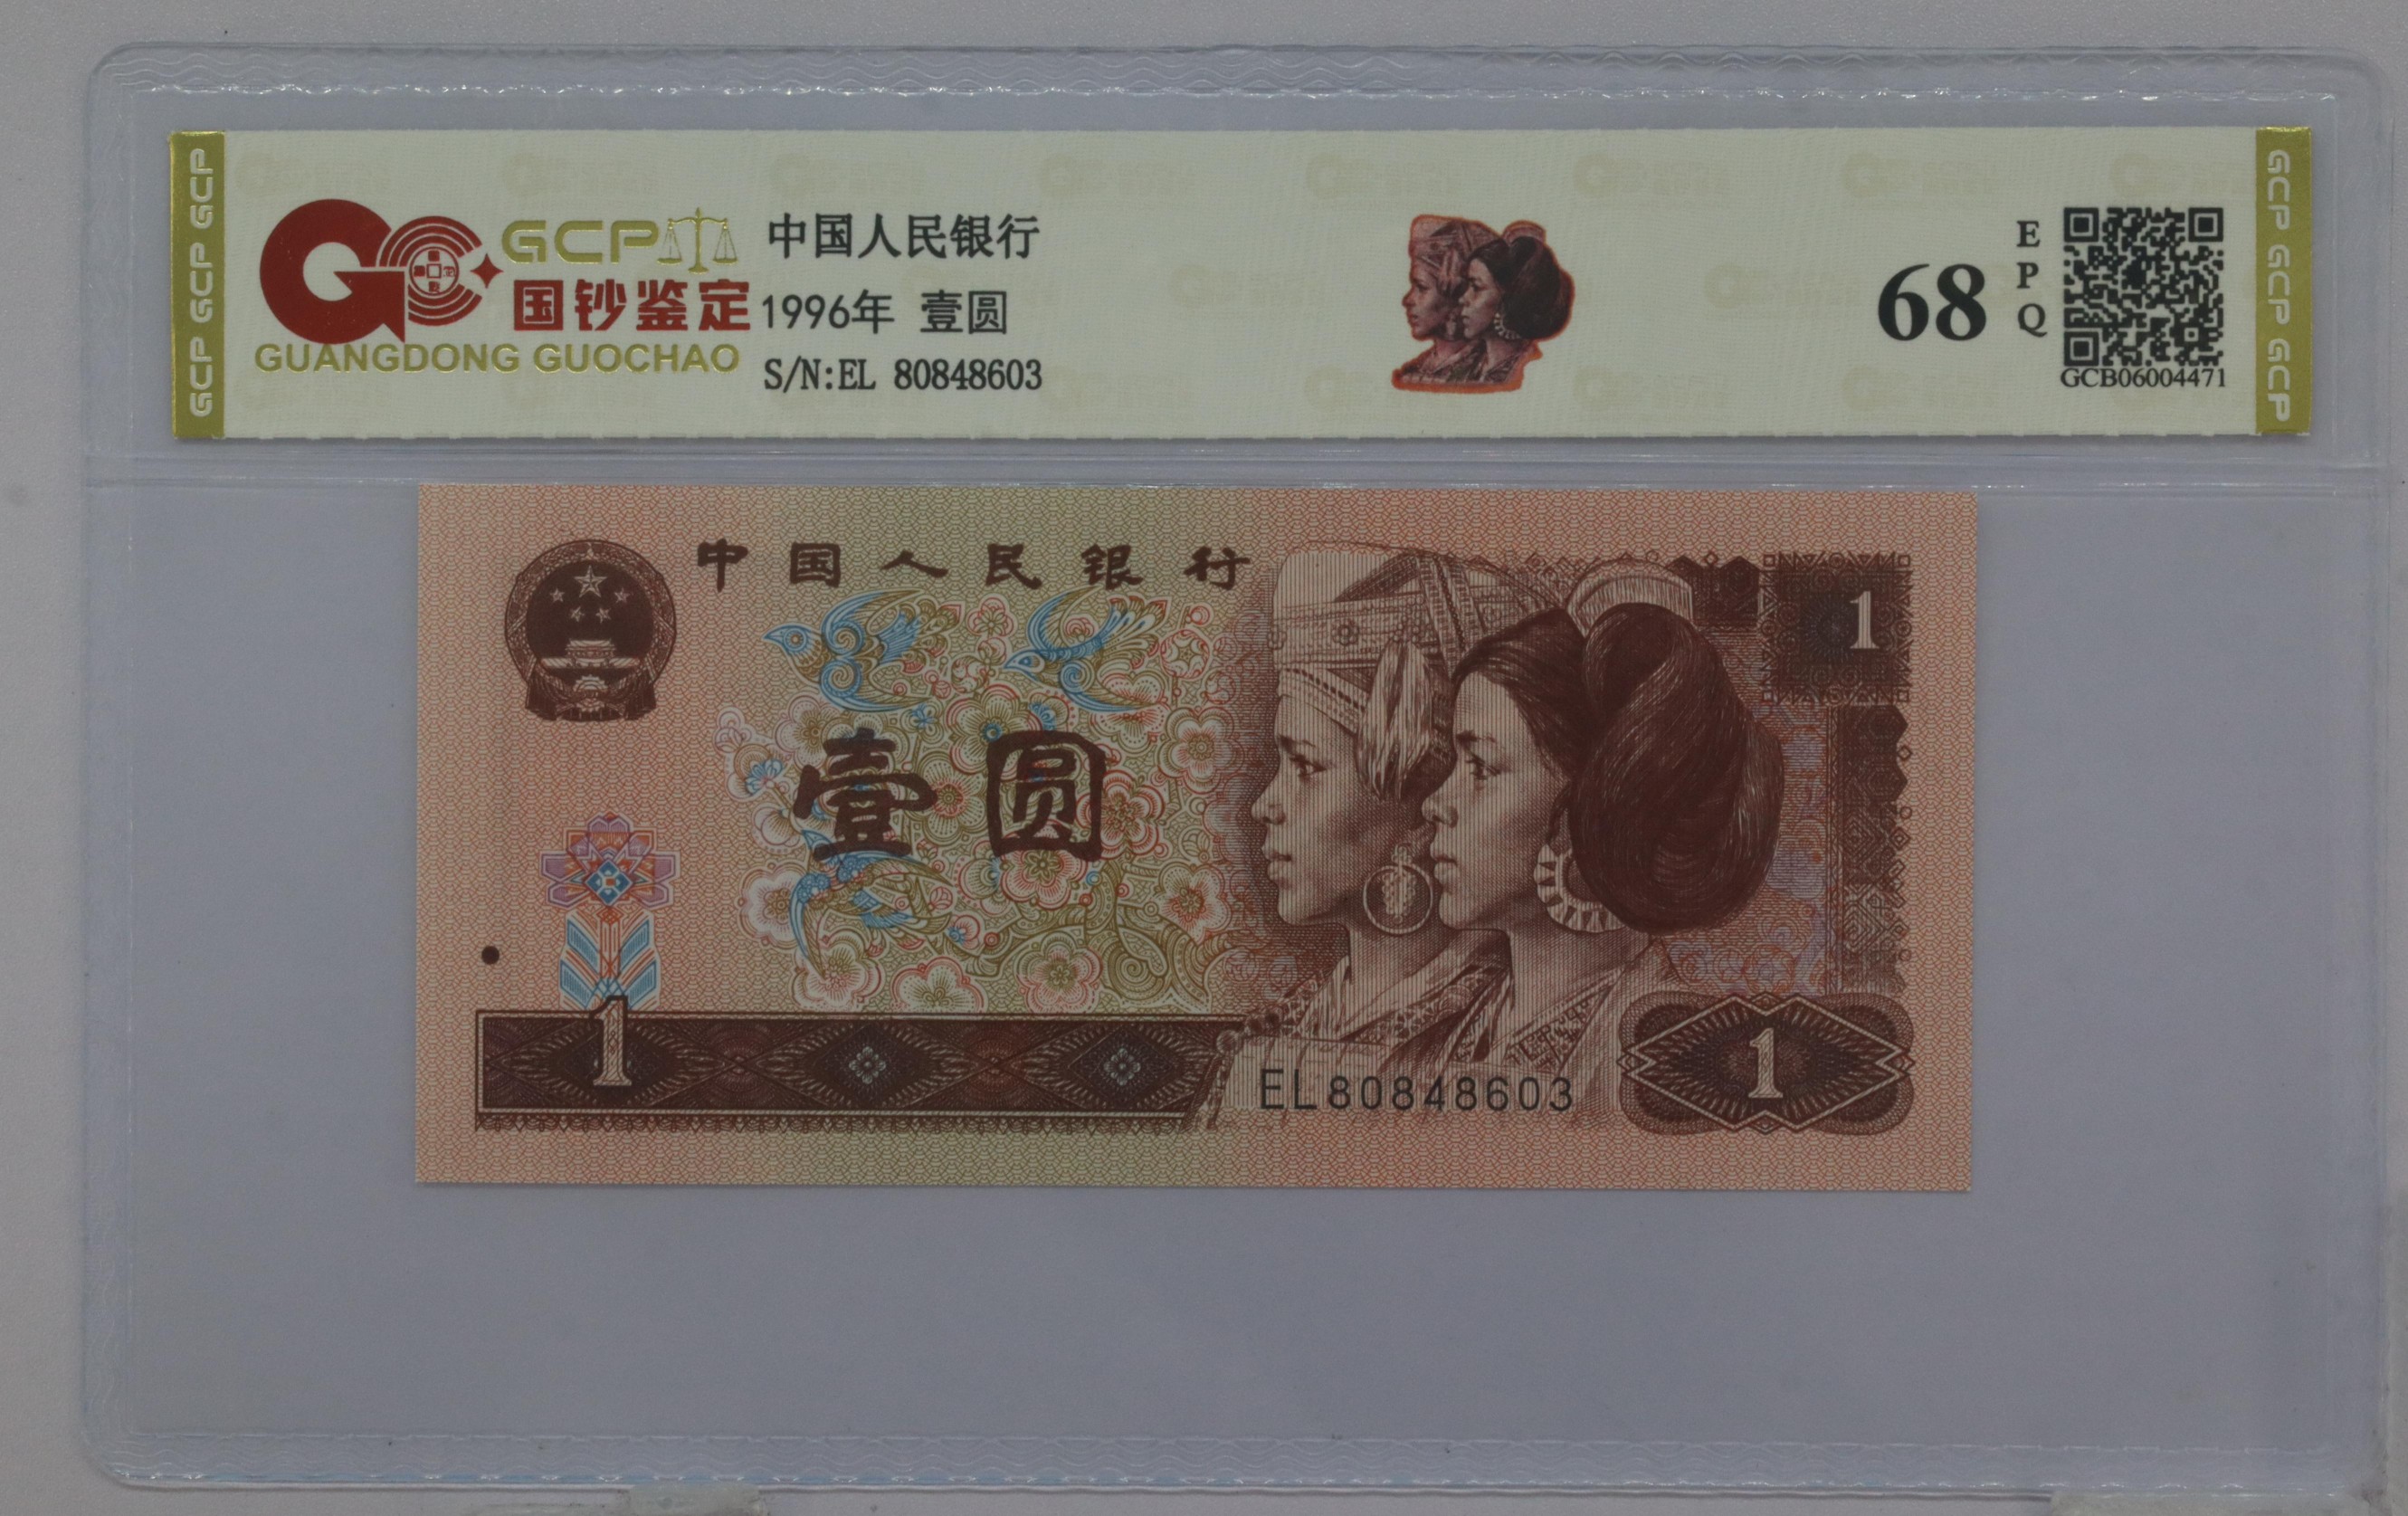 GCP GCP GCP
GCP
国钞鉴定
GUANGDONG GUOCHAO
中国人民银行
1996年 壹圆
S/N:EL 80848603
68
E
P
Q
GCB06004471
GCP GCP GCP
中国人民银行
1
壹圆
1
EL80848603
1